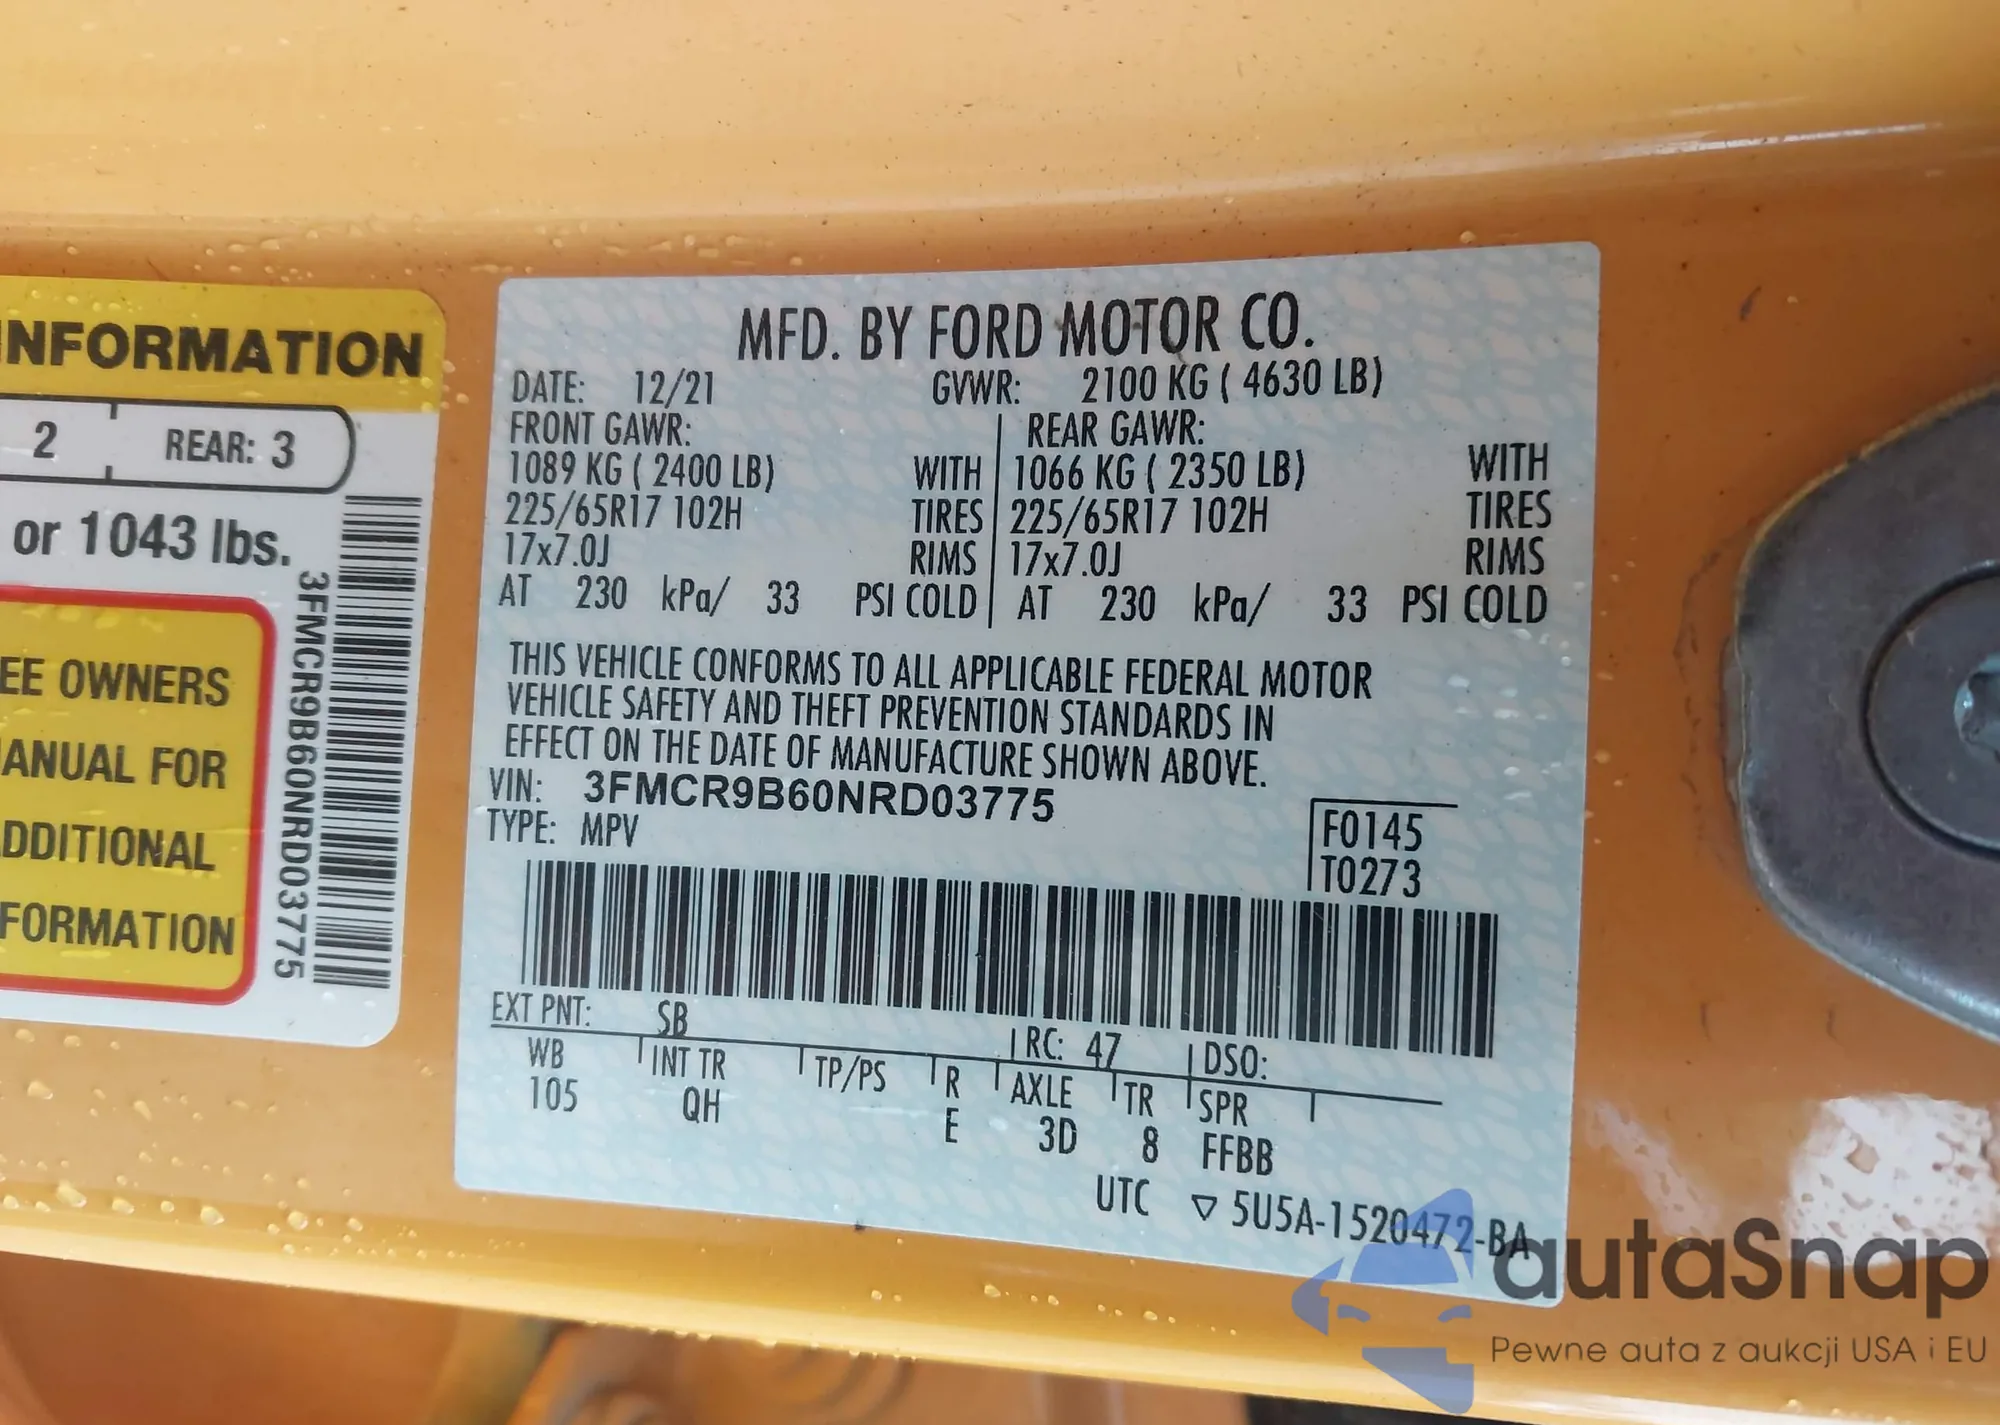 INFORMATION
2 REAR: 3
or 1043 lbs.
EE OWNERS
ANUAL FOR
DDITIONAL
FORMATION
3FMCR9B60NRD03775
MFD. BY FORD MOTOR CO.
DATE: 12/21 GVWR: 2100 KG ( 4630 LB)
FRONT GAWR: REAR GAWR:
1089 KG ( 2400 LB) WITH 1066 KG ( 2350 LB) WITH
225/65R17 102H TIRES 225/65R17 102H TIRES
17x7.0J RIMS 17x7.0J RIMS
AT 230 kPa/ 33 PSI COLD AT 230 kPa/ 33 PSI COLD
THIS VEHICLE CONFORMS TO ALL APPLICABLE FEDERAL MOTOR
VEHICLE SAFETY AND THEFT PREVENTION STANDARDS IN
EFFECT ON THE DATE OF MANUFACTURE SHOWN ABOVE.
VIN: 3FMCR9B60NRD03775
TYPE: MPV
F0145
T0273
EXT PNT: SB RC: 47 DSO:
WB INT TR TP/PS R AXLE TR SPR
105 QH E 3D 8 FFBB
UTC ▽ 5U5A-1520472-BA
autaSnap
Pewne auta z aukcji USA i EU